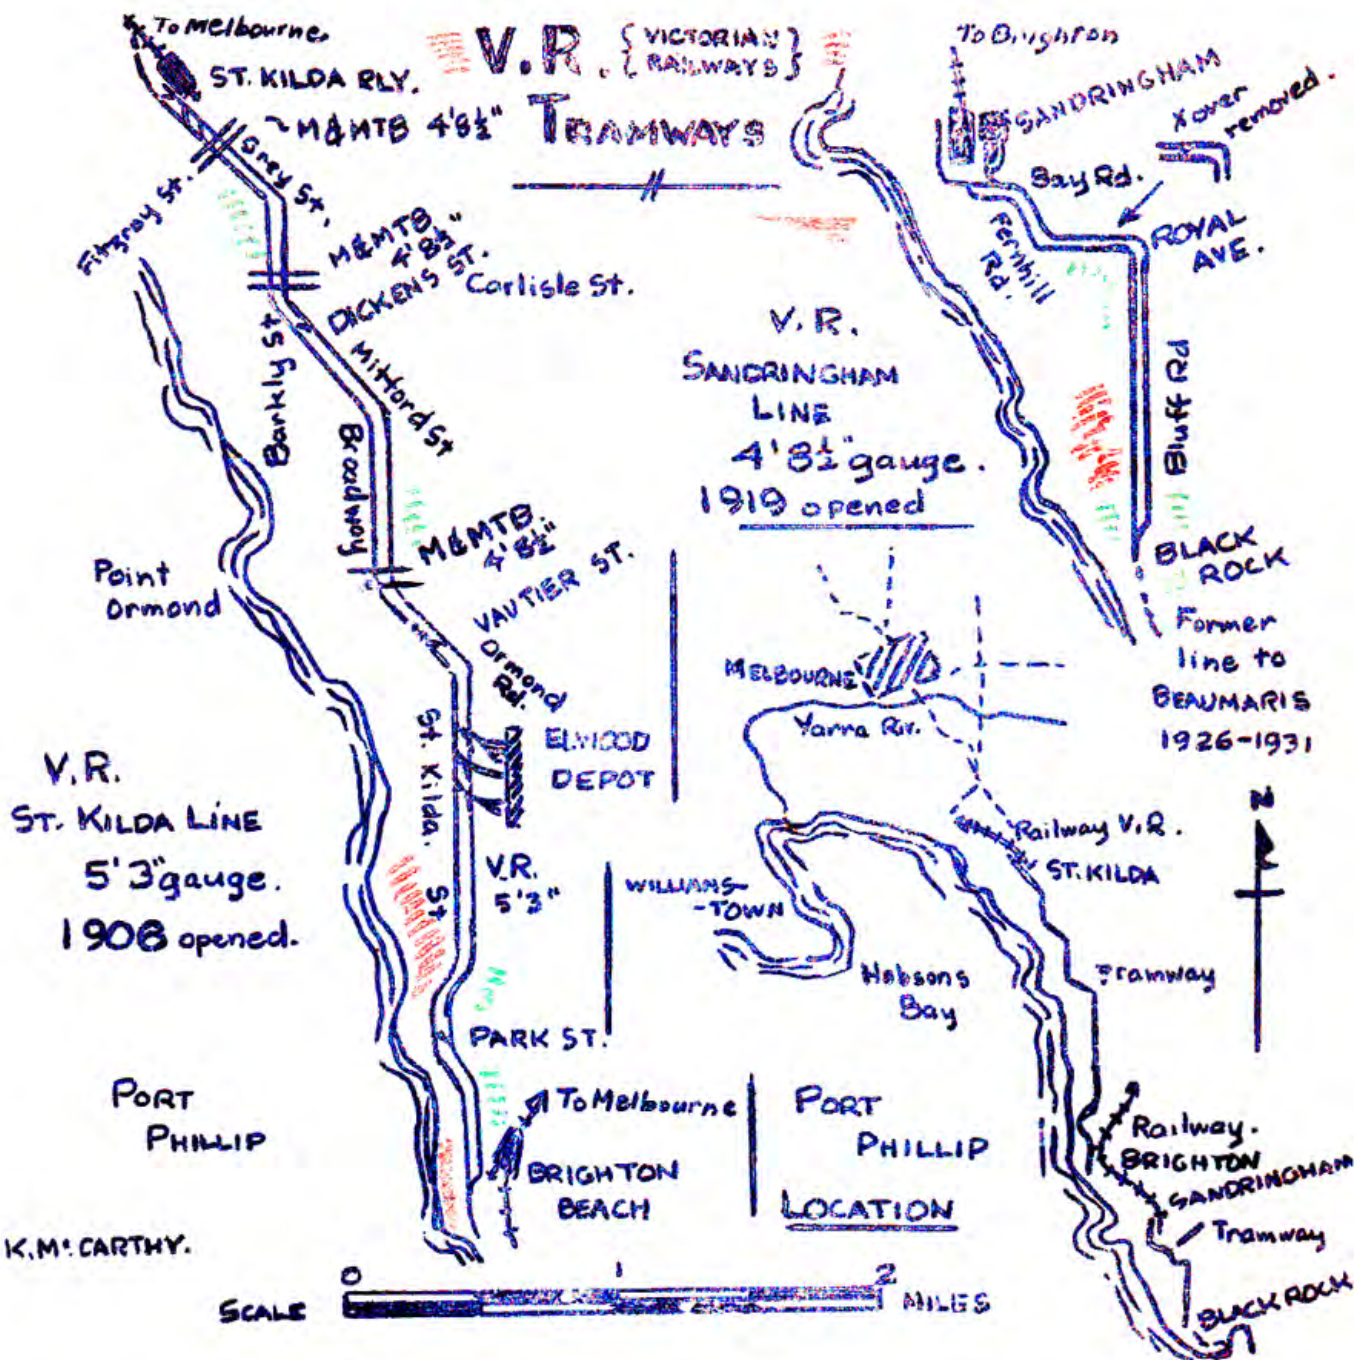 To Melbourne.
ST. KILDA RLY.
M&MTB 4'8½"
V.R. {VICTORIAN RAILWAYS}
TRAMWAYS
Grey St.
Fitzroy St.
M&MTB
4'8½"
DICKENS ST.
Carlisle St.
Barkly St
Mitford St
Broadway
M&MTB
4'8½"
VAUTIER ST.
Ormond
Rd.
Point
Ormond
St. Kilda. St
ELWOOD
DEPOT
V.R.
ST. KILDA LINE
5'3" gauge.
1906 opened.
V.R.
5'3"
PARK ST.
PORT
PHILLIP
To Melbourne
BRIGHTON
BEACH
K. McCARTHY.
To Brighton
SANDRINGHAM
X over
removed.
Bay Rd.
Fernhill
Rd.
ROYAL
AVE.
Bluff Rd
V.R.
SANDRINGHAM
LINE
4'8½" gauge.
1919 opened
BLACK
ROCK
Former
line to
BEAUMARIS
1926-1931
MELBOURNE
Yarra Riv.
N
Railway V.R.
ST. KILDA
WILLIAMS-
-TOWN
Hobsons
Bay
Tramway
PORT
PHILLIP
LOCATION
Railway.
BRIGHTON
SANDRINGHAM
Tramway
BLACK ROCK
0 1 2
SCALE MILES